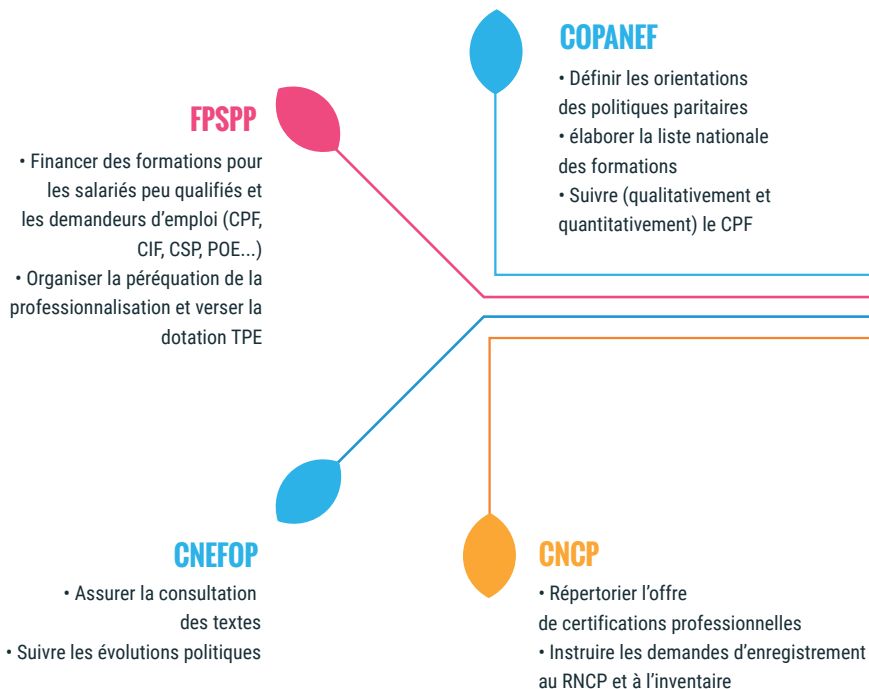 COPANEF
• Définir les orientations
des politiques paritaires
• élaborer la liste nationale
des formations
• Suivre (qualitativement et
quantitativement) le CPF
FPSPP
• Financer des formations pour
les salariés peu qualifiés et
les demandeurs d’emploi (CPF,
CIF, CSP, POE...)
• Organiser la péréquation de la
professionnalisation et verser la
dotation TPE
CNEFOP
• Assurer la consultation
des textes
• Suivre les évolutions politiques
CNCP
• Répertorier l’offre
de certifications professionnelles
• Instruire les demandes d’enregistrement
au RNCP et à l’inventaire